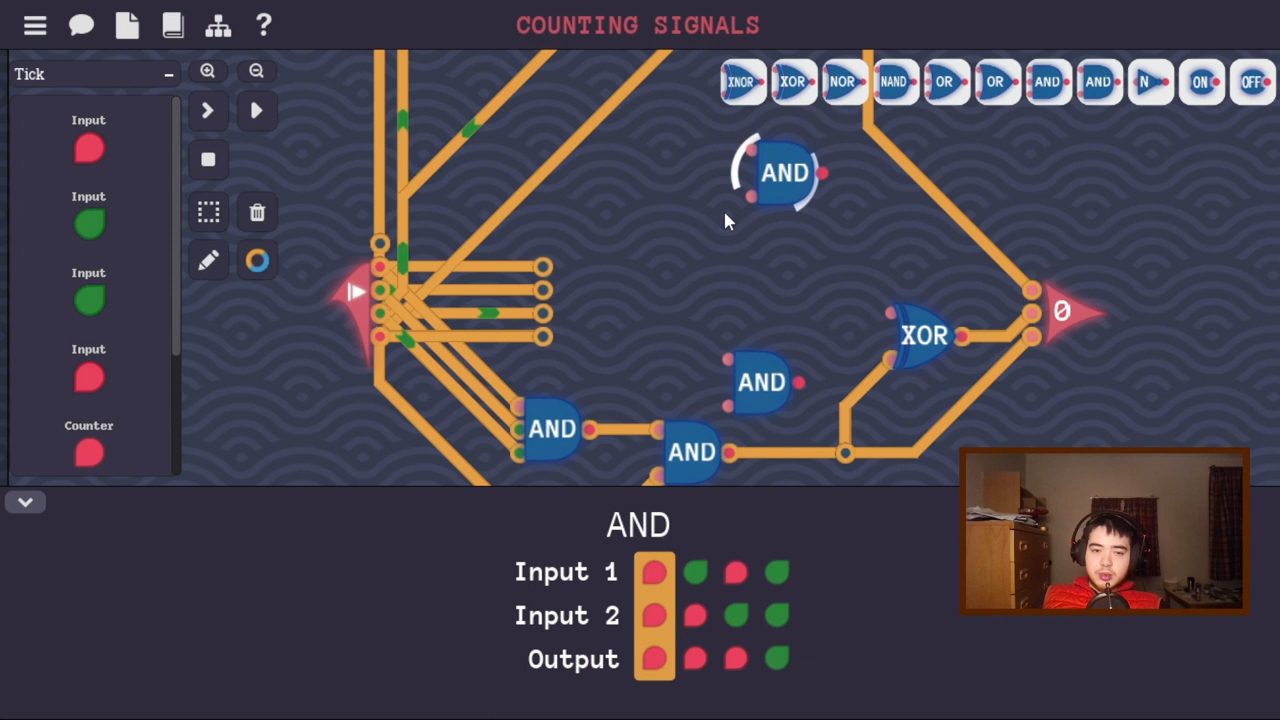 COUNTING SIGNALS
?
Tick
Input
Input
Input
Input
Counter
XNOR
XOR
NOR
NAND
OR
OR
AND
AND
N
ON
OFF
AND
XOR
0
AND
AND
AND
AND
Input 1
Input 2
Output